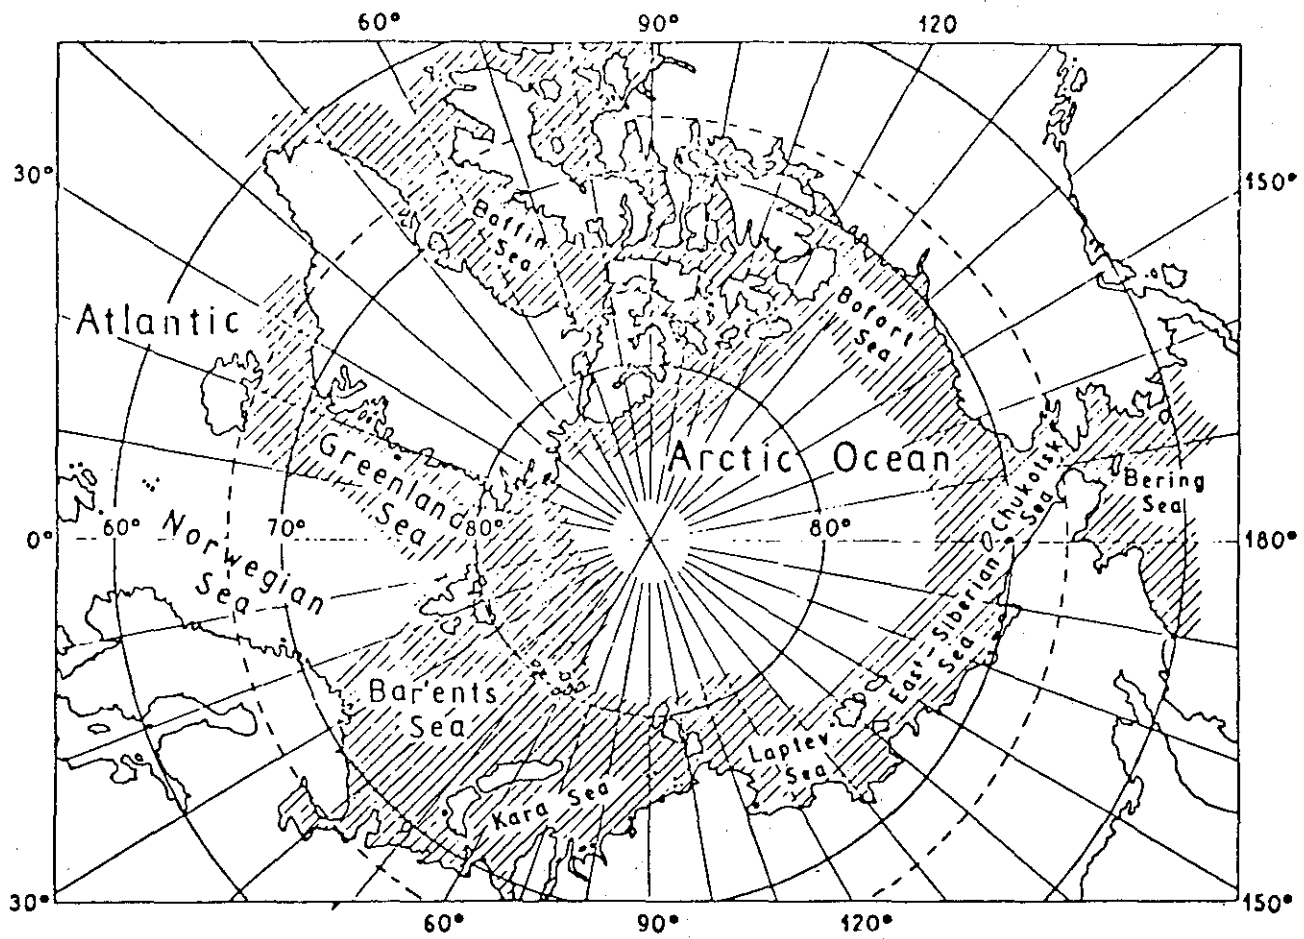 60° 90° 120
30° 150°
Baffin
Sea
Atlantic
Bofort
Sea
Arctic Ocean
Greenland
Sea
Chukotsk
Sea
Bering
Sea
0° 60° 70° 80° 80° 180°
Norwegian
Sea
East-Siberian
Sea
Bar'ents
Sea
Laptev
Sea
Kara Sea
30° 60° 90° 120° 150°